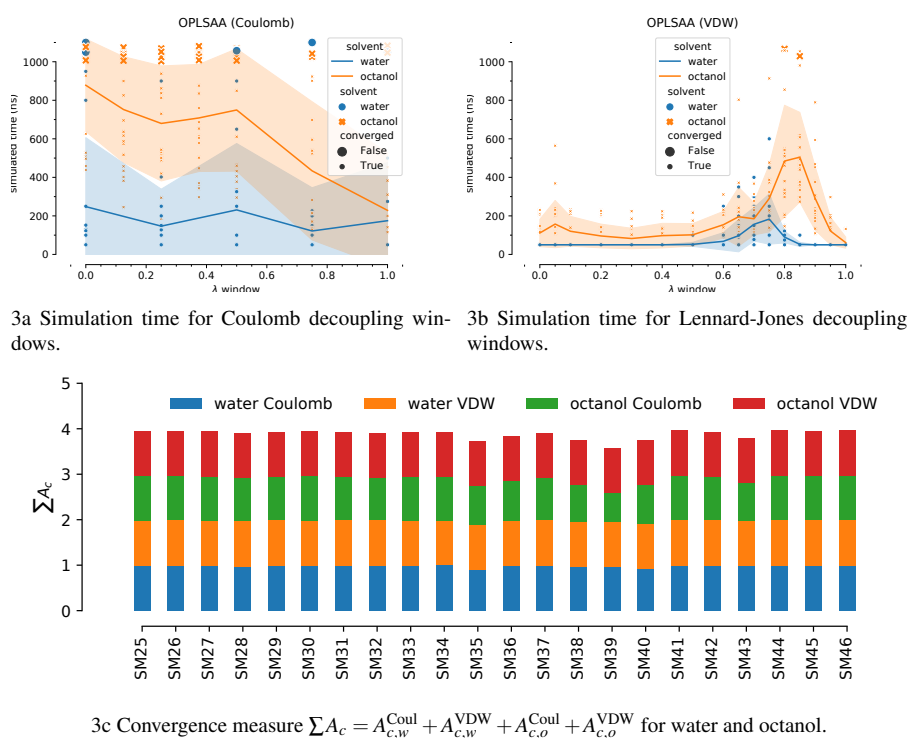 OPLSAA (Coulomb)
1000
800
600
400
200
0
simulated time (ns)
solvent
water
octanol
solvent
water
octanol
converged
False
True
0.0 0.2 0.4 0.6 0.8 1.0
λ window
OPLSAA (VDW)
1000
800
600
400
200
0
simulated time (ns)
solvent
water
octanol
solvent
water
octanol
converged
False
True
0.0 0.2 0.4 0.6 0.8 1.0
λ window
3a Simulation time for Coulomb decoupling win-
dows.
3b Simulation time for Lennard-Jones decoupling
windows.
5
4
3
2
1
0
∑A_c
water Coulomb water VDW octanol Coulomb octanol VDW
SM25 SM26 SM27 SM28 SM29 SM30 SM31 SM32 SM33 SM34 SM35 SM36 SM37 SM38 SM39 SM40 SM41 SM42 SM43 SM44 SM45 SM46
3c Convergence measure ∑A_c = A_{c,w}^{Coul} + A_{c,w}^{VDW} + A_{c,o}^{Coul} + A_{c,o}^{VDW} for water and octanol.